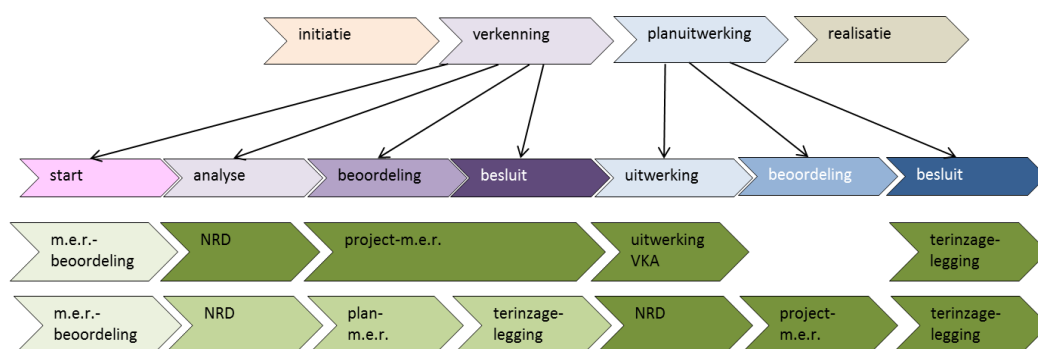 initiatie
verkenning
planuitwerking
realisatie
start
analyse
beoordeling
besluit
uitwerking
beoordeling
besluit
m.e.r.-
beoordeling
NRD
project-m.e.r.
uitwerking
VKA
terinzage-
legging
m.e.r.-
beoordeling
NRD
plan-
m.e.r.
terinzage-
legging
NRD
project-
m.e.r.
terinzage-
legging